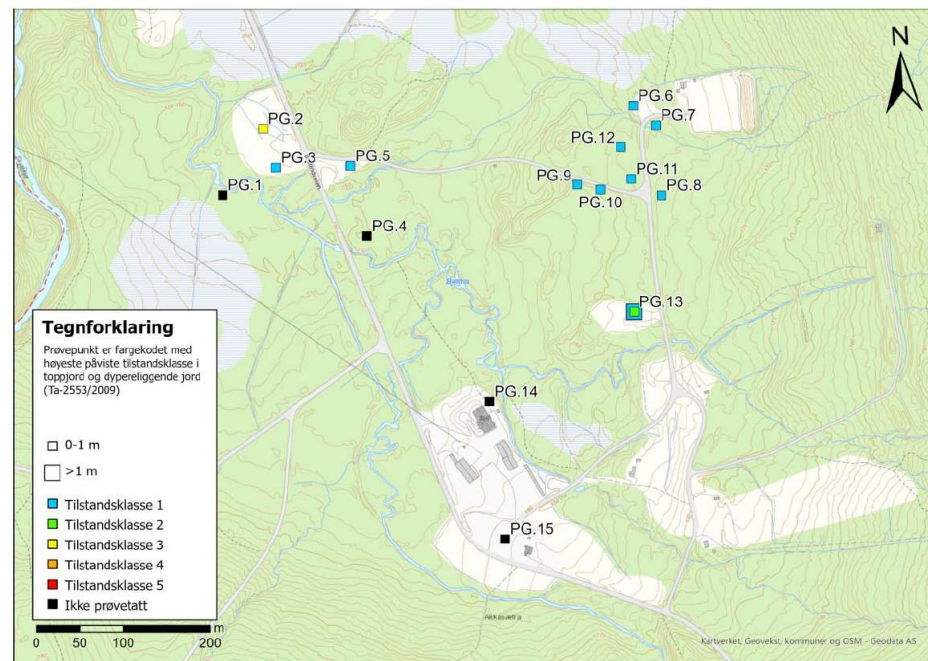 N
PG.6
PG.7
PG.2
PG.12
PG.3
PG.5
PG.11
PG.9
PG.8
PG.1
PG.10
PG.4
PG.13
Tegnforklaring
Prøvepunkt er fargekodet med
høyeste påviste tilstandsklasse i
toppjord og dypereliggende jord
(Ta-2553/2009)
0-1 m
>1 m
Tilstandsklasse 1
Tilstandsklasse 2
Tilstandsklasse 3
Tilstandsklasse 4
Tilstandsklasse 5
Ikke prøvetatt
PG.14
PG.15
m
0 50 100 200
Akkasætra
Kartverket, Geovekst, kommuner og OSM - Geodata AS